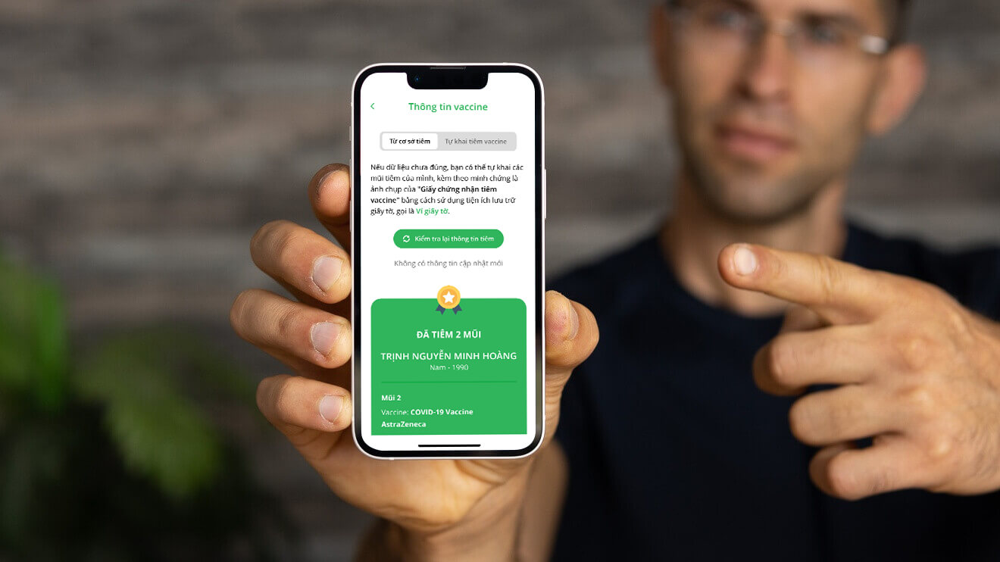 Thông tin vaccine
Từ cơ sở tiêm
Tự khai tiêm vaccine
Nếu dữ liệu chưa đúng, bạn có thể tự khai các
mũi tiêm của mình, kèm theo minh chứng là
ảnh chụp của "Giấy chứng nhận tiêm
vaccine" bằng cách sử dụng tiện ích lưu trữ
giấy tờ, gọi là Ví giấy tờ.
Kiểm tra lại thông tin tiêm
Không có thông tin cập nhật mới
ĐÃ TIÊM 2 MŨI
TRỊNH NGUYỄN MINH HOÀNG
Nam - 1990
Mũi 2
Vaccine: COVID-19 Vaccine
AstraZeneca